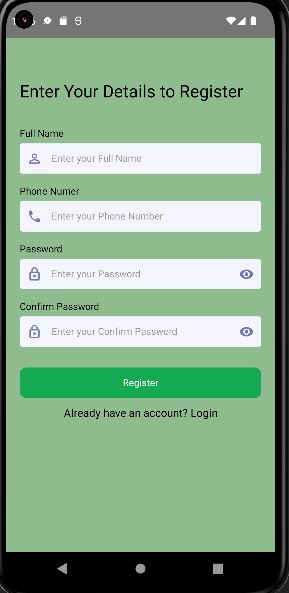 Enter Your Details to Register
Full Name
Enter your Full Name
Phone Numer
Enter your Phone Number
Password
Enter your Password
Confirm Password
Enter your Confirm Password
Register
Already have an account? Login